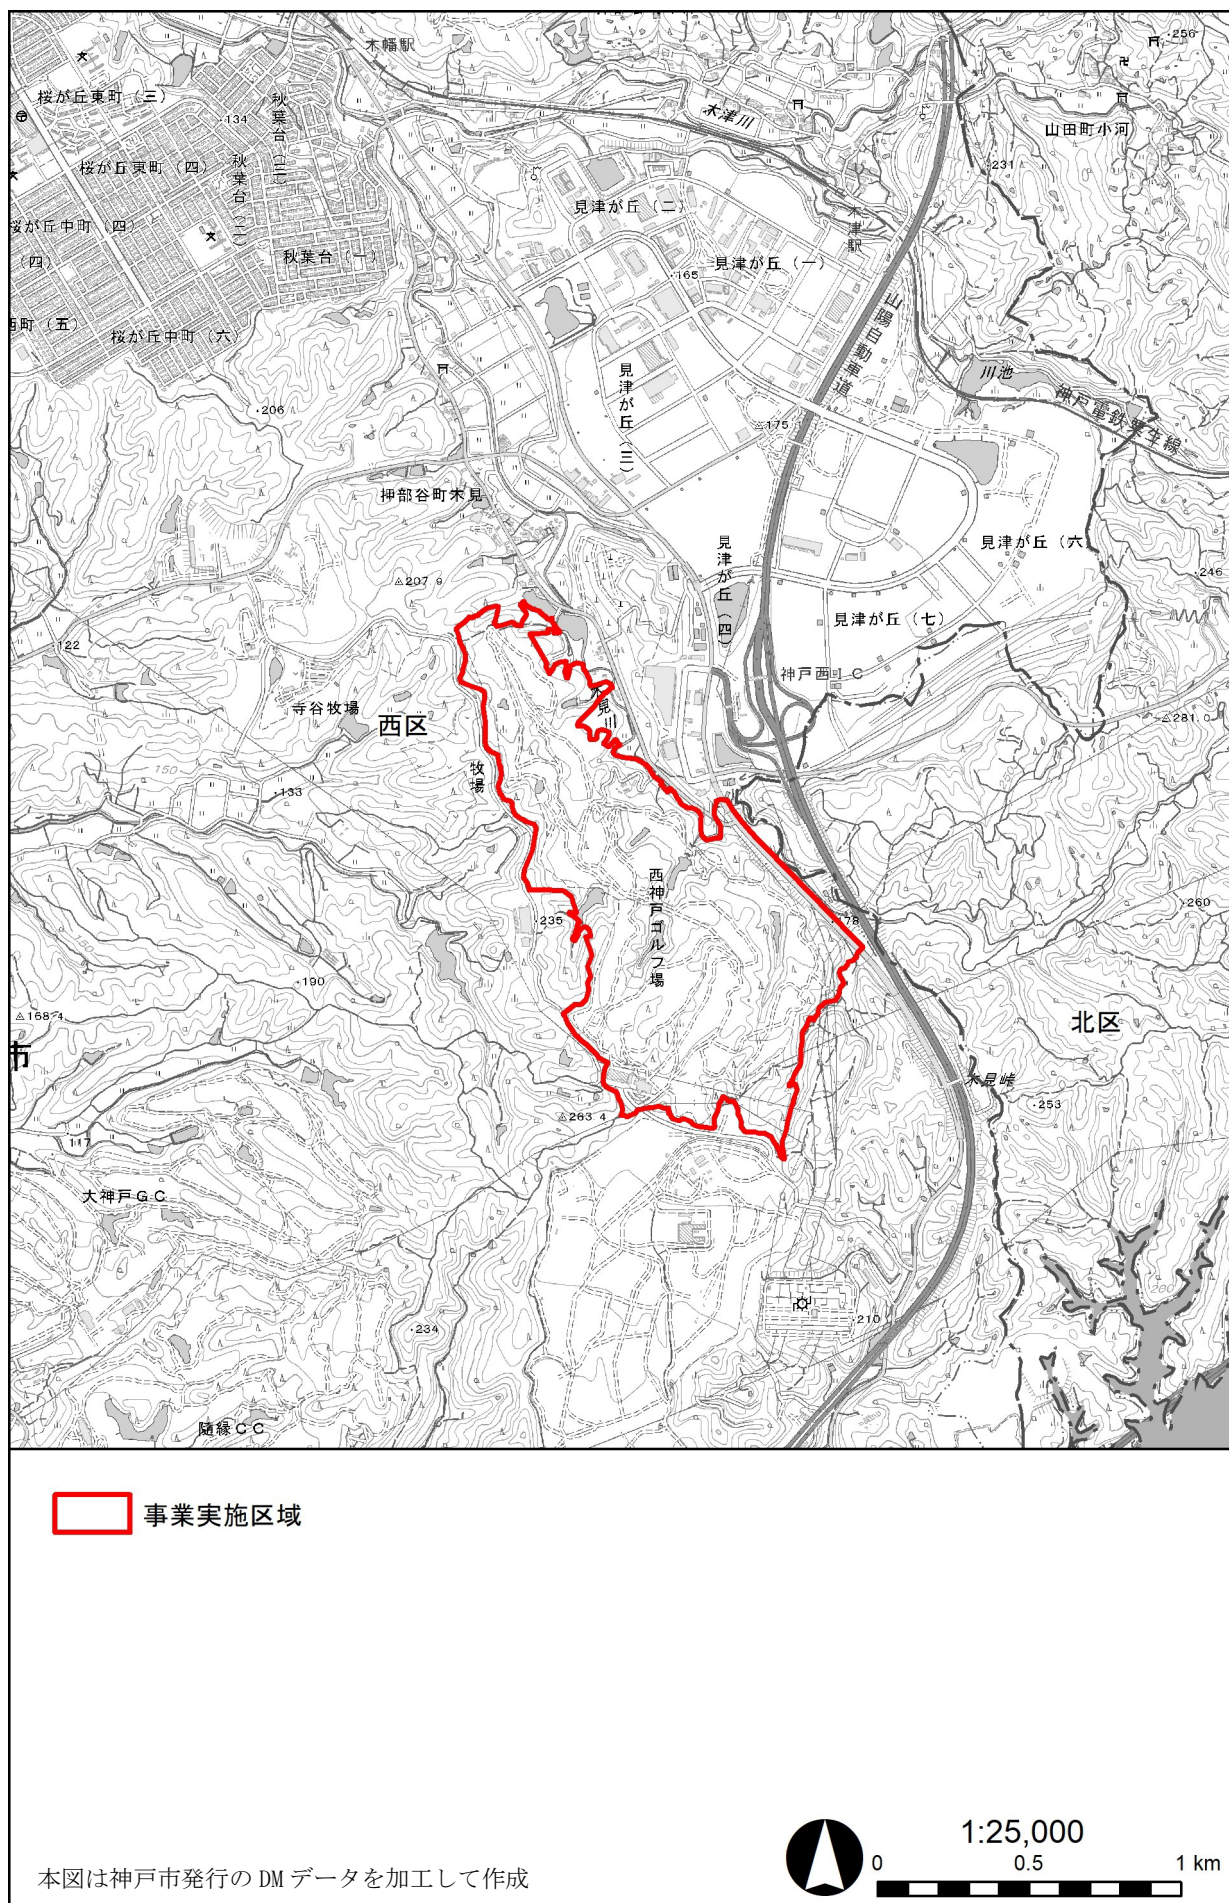 木幡駅
256
桜が丘東町（三）
秋葉台（三）
134
木津川
山田町小河
231
桜が丘東町（四）
秋葉台（二）
見津が丘（二）
木津駅
桜が丘中町（四）
（四）
秋葉台（一）
165
見津が丘（一）
山陽自動車道
西町（五）
桜が丘中町（六）
川池
見津が丘（三）
神戸電鉄粟生線
206
175
押部谷町木見
見津が丘（四）
見津が丘（六）
246
207.9
見津が丘（七）
122
神戸西I C
寺谷牧場
西区
木見川
281.0
牧場
150
133
西神戸ゴルフ場
235
178
260
190
168.4
北区
市
木見峠
253
263.4
117
大神戸GC
234
210
随縁CC
事業実施区域
1:25,000
0 0.5 1 km
本図は神戸市発行の DM データを加工して作成